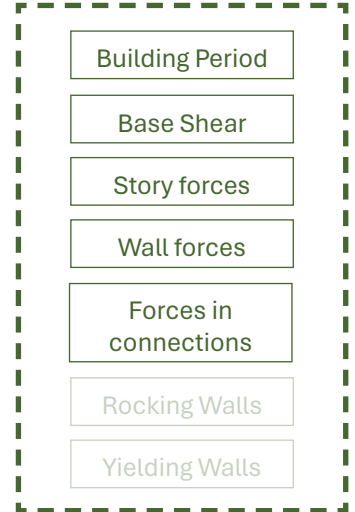 Building Period
Base Shear
Story forces
Wall forces
Forces in
connections
Rocking Walls
Yielding Walls